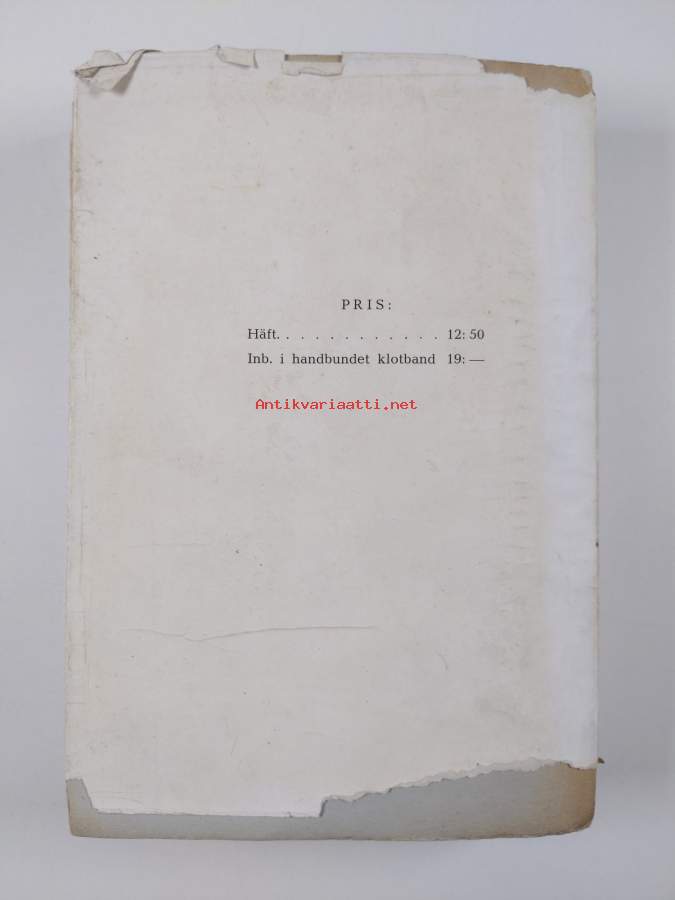 PRIS:
Häft. . . . . . . . . . . . 12: 50
Inb. i handbundet klotband 19: —
Antikvariaatti.net